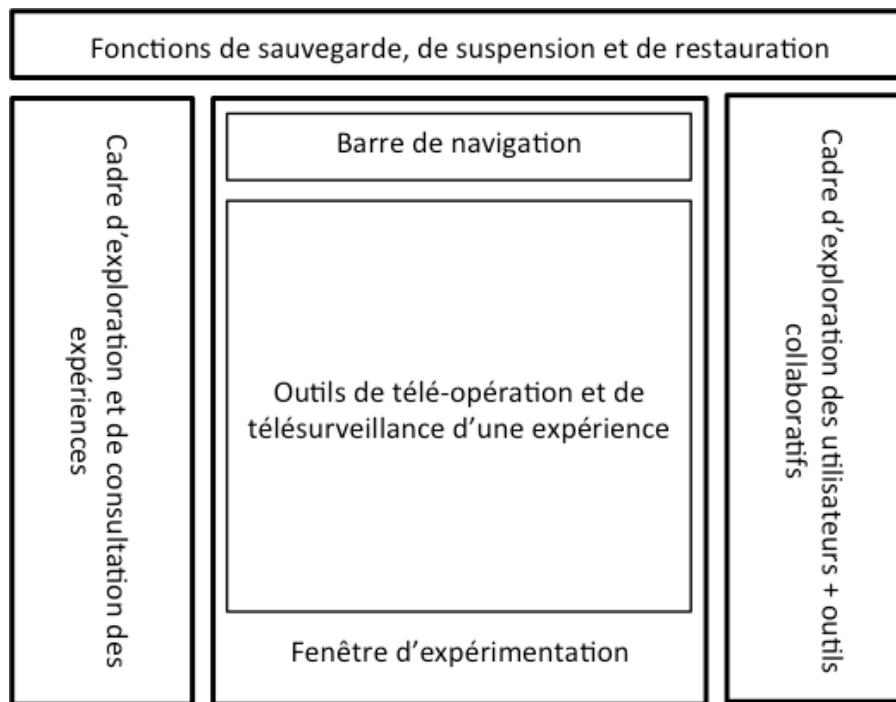 Fonctions de sauvegarde, de suspension et de restauration
Cadre d'exploration et de consultation des
expériences
Barre de navigation
Outils de télé-opération et de
télésurveillance d'une expérience
Fenêtre d'expérimentation
Cadre d'exploration des utilisateurs + outils
collaboratifs